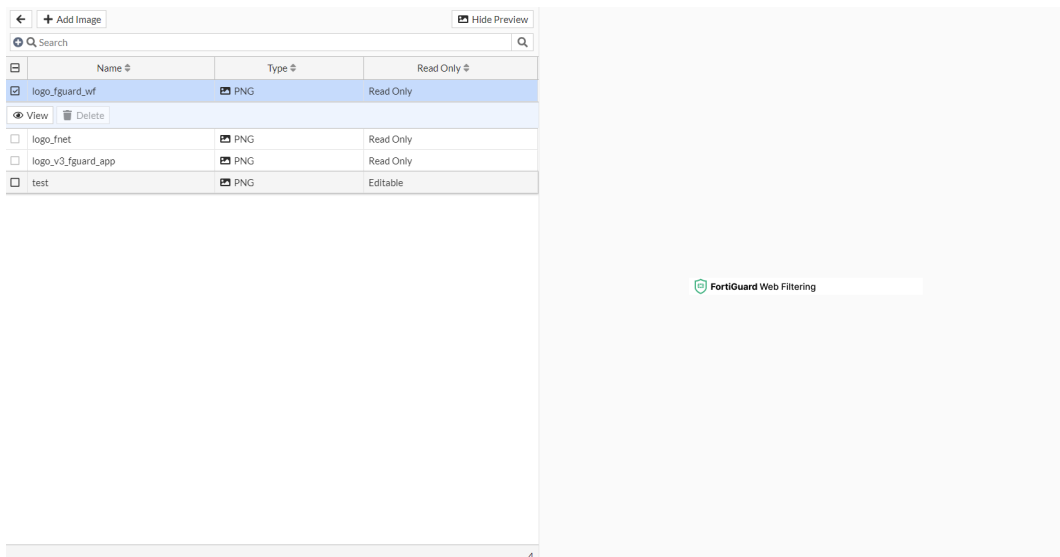 Add Image
Hide Preview
Search
Name Type Read Only
logo_fguard_wf PNG Read Only
View Delete
logo_fnet PNG Read Only
logo_v3_fguard_app PNG Read Only
test PNG Editable
FortiGuard Web Filtering
4